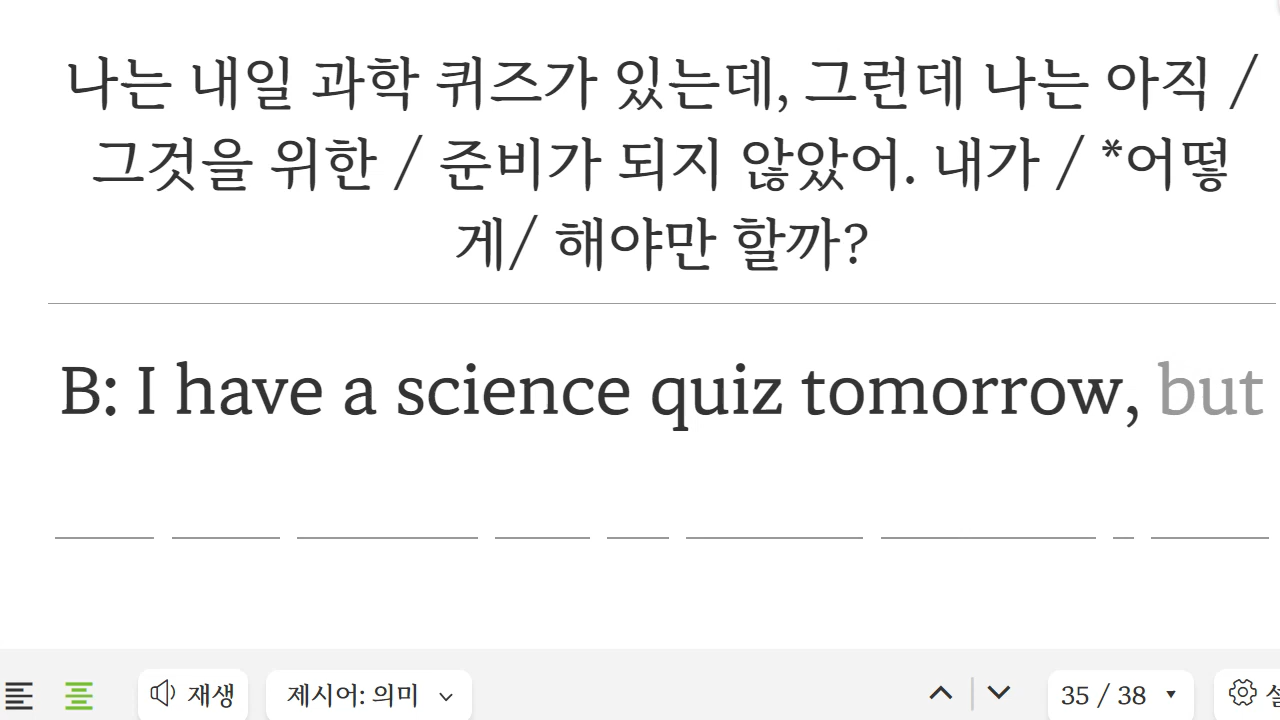 나는 내일 과학 퀴즈가 있는데, 그런데 나는 아직 /
그것을 위한 / 준비가 되지 않았어. 내가 / *어떻
게/ 해야만 할까?
B: I have a science quiz tomorrow, but
재생 제시어: 의미 35 / 38